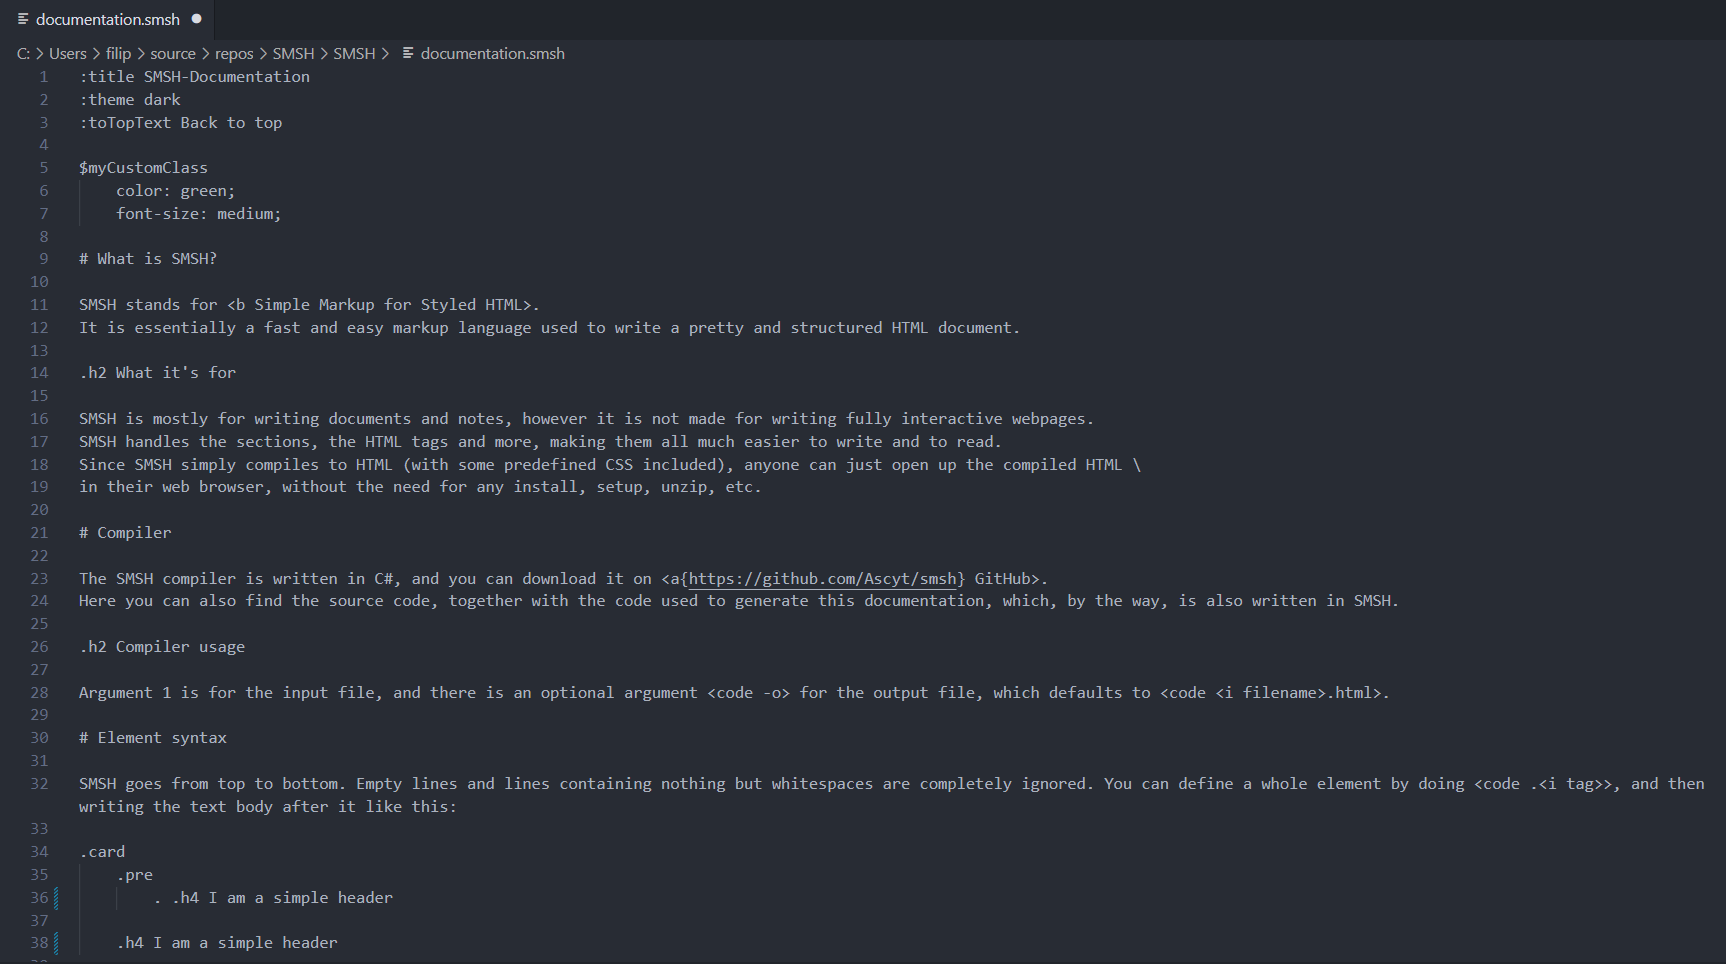 documentation.smsh
C: > Users > filip > source > repos > SMSH > SMSH > documentation.smsh
1 :title SMSH-Documentation
2 :theme dark
3 :toTopText Back to top
4
5 $myCustomClass
6 color: green;
7 font-size: medium;
8
9 # What is SMSH?
10
11 SMSH stands for <b Simple Markup for Styled HTML>.
12 It is essentially a fast and easy markup language used to write a pretty and structured HTML document.
13
14 .h2 What it's for
15
16 SMSH is mostly for writing documents and notes, however it is not made for writing fully interactive webpages.
17 SMSH handles the sections, the HTML tags and more, making them all much easier to write and to read.
18 Since SMSH simply compiles to HTML (with some predefined CSS included), anyone can just open up the compiled HTML \
19 in their web browser, without the need for any install, setup, unzip, etc.
20
21 # Compiler
22
23 The SMSH compiler is written in C#, and you can download it on <a{https://github.com/Ascyt/smsh} GitHub>.
24 Here you can also find the source code, together with the code used to generate this documentation, which, by the way, is also written in SMSH.
25
26 .h2 Compiler usage
27
28 Argument 1 is for the input file, and there is an optional argument <code -o> for the output file, which defaults to <code <i filename>.html>.
29
30 # Element syntax
31
32 SMSH goes from top to bottom. Empty lines and lines containing nothing but whitespaces are completely ignored. You can define a whole element by doing <code .<i tag>>, and then
writing the text body after it like this:
33
34 .card
35 .pre
36 . .h4 I am a simple header
37
38 .h4 I am a simple header